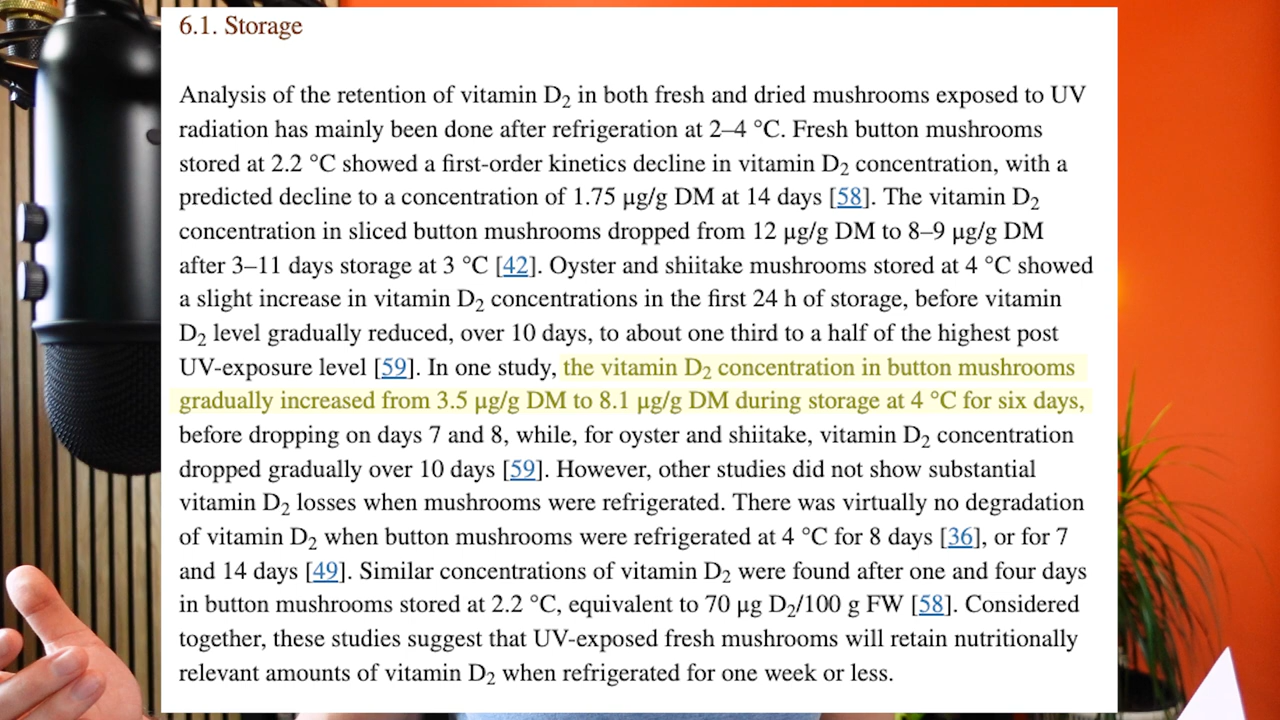 6.1. Storage
Analysis of the retention of vitamin D₂ in both fresh and dried mushrooms exposed to UV
radiation has mainly been done after refrigeration at 2–4 °C. Fresh button mushrooms
stored at 2.2 °C showed a first-order kinetics decline in vitamin D₂ concentration, with a
predicted decline to a concentration of 1.75 µg/g DM at 14 days [58]. The vitamin D₂
concentration in sliced button mushrooms dropped from 12 µg/g DM to 8–9 µg/g DM
after 3–11 days storage at 3 °C [42]. Oyster and shiitake mushrooms stored at 4 °C showed
a slight increase in vitamin D₂ concentrations in the first 24 h of storage, before vitamin
D₂ level gradually reduced, over 10 days, to about one third to a half of the highest post
UV-exposure level [59]. In one study, the vitamin D₂ concentration in button mushrooms
gradually increased from 3.5 µg/g DM to 8.1 µg/g DM during storage at 4 °C for six days,
before dropping on days 7 and 8, while, for oyster and shiitake, vitamin D₂ concentration
dropped gradually over 10 days [59]. However, other studies did not show substantial
vitamin D₂ losses when mushrooms were refrigerated. There was virtually no degradation
of vitamin D₂ when button mushrooms were refrigerated at 4 °C for 8 days [36], or for 7
and 14 days [49]. Similar concentrations of vitamin D₂ were found after one and four days
in button mushrooms stored at 2.2 °C, equivalent to 70 µg D₂/100 g FW [58]. Considered
together, these studies suggest that UV-exposed fresh mushrooms will retain nutritionally
relevant amounts of vitamin D₂ when refrigerated for one week or less.